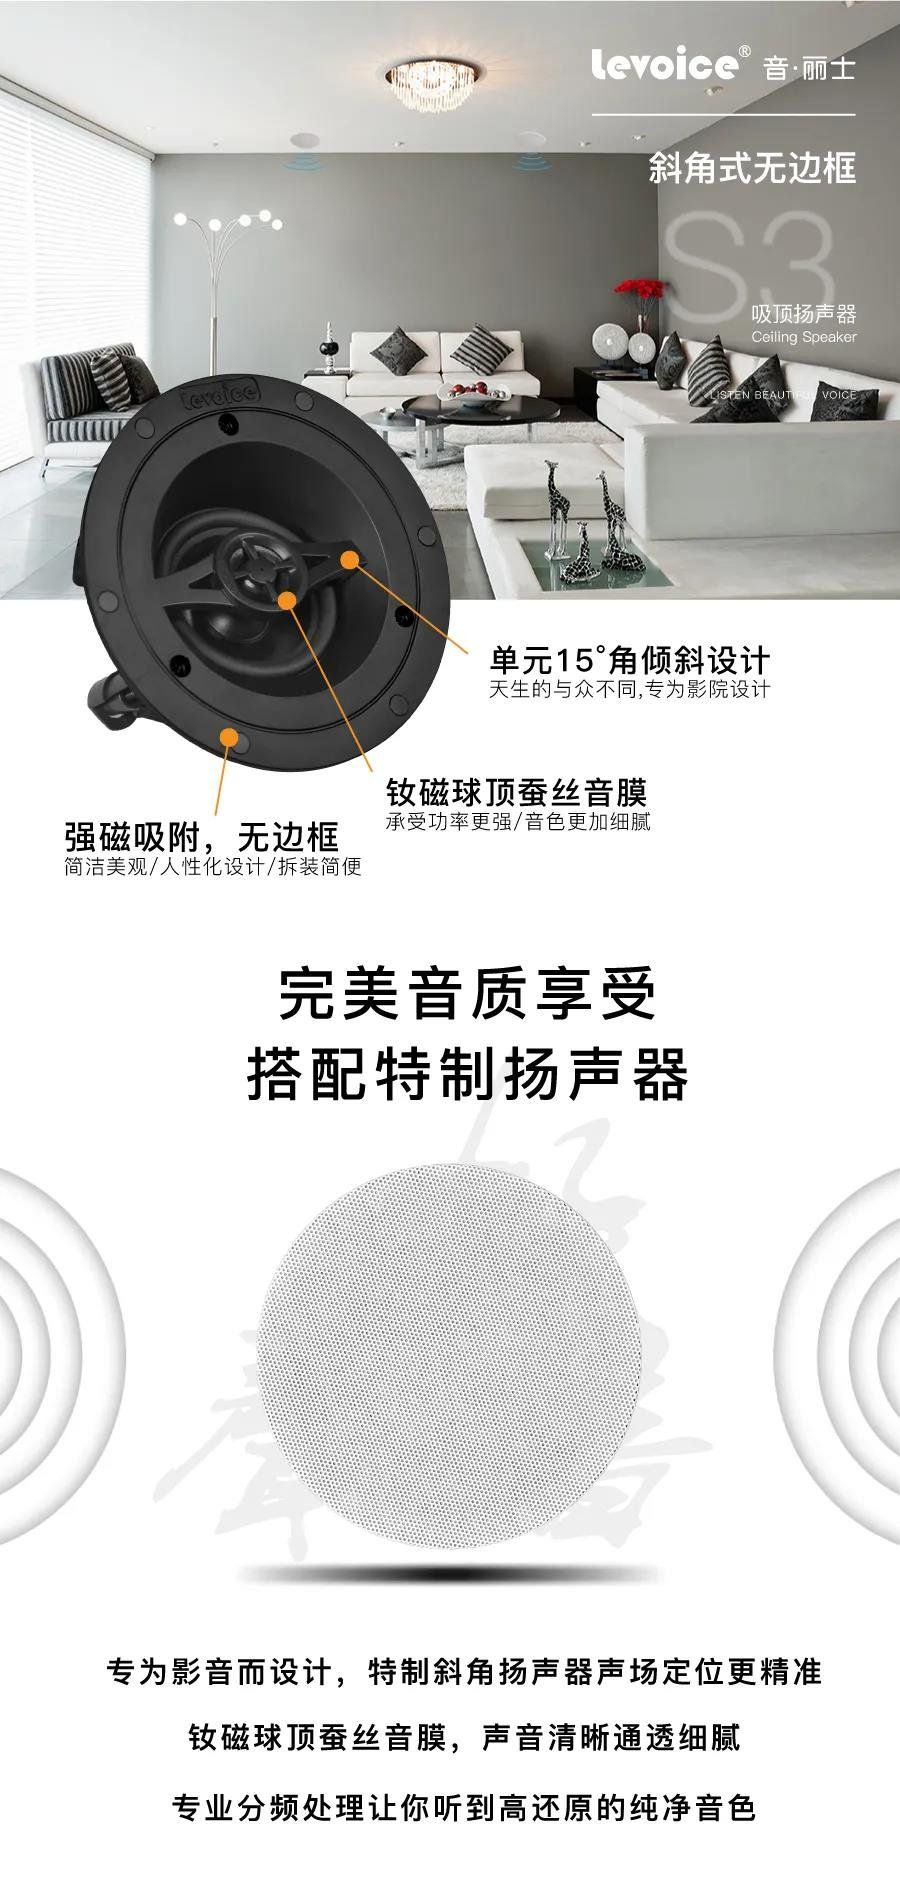 Levoice® 音·丽士
斜角式无边框
S3
吸顶扬声器
Ceiling Speaker
LISTEN BEAUTIFUL VOICE
Levoice
单元15°角倾斜设计
天生的与众不同,专为影院设计
钕磁球顶蚕丝音膜
承受功率更强/音色更加细腻
强磁吸附，无边框
简洁美观/人性化设计/拆装简便
完美音质享受
搭配特制扬声器
专为影音而设计，特制斜角扬声器声场定位更精准
钕磁球顶蚕丝音膜，声音清晰通透细腻
专业分频处理让你听到高还原的纯净音色